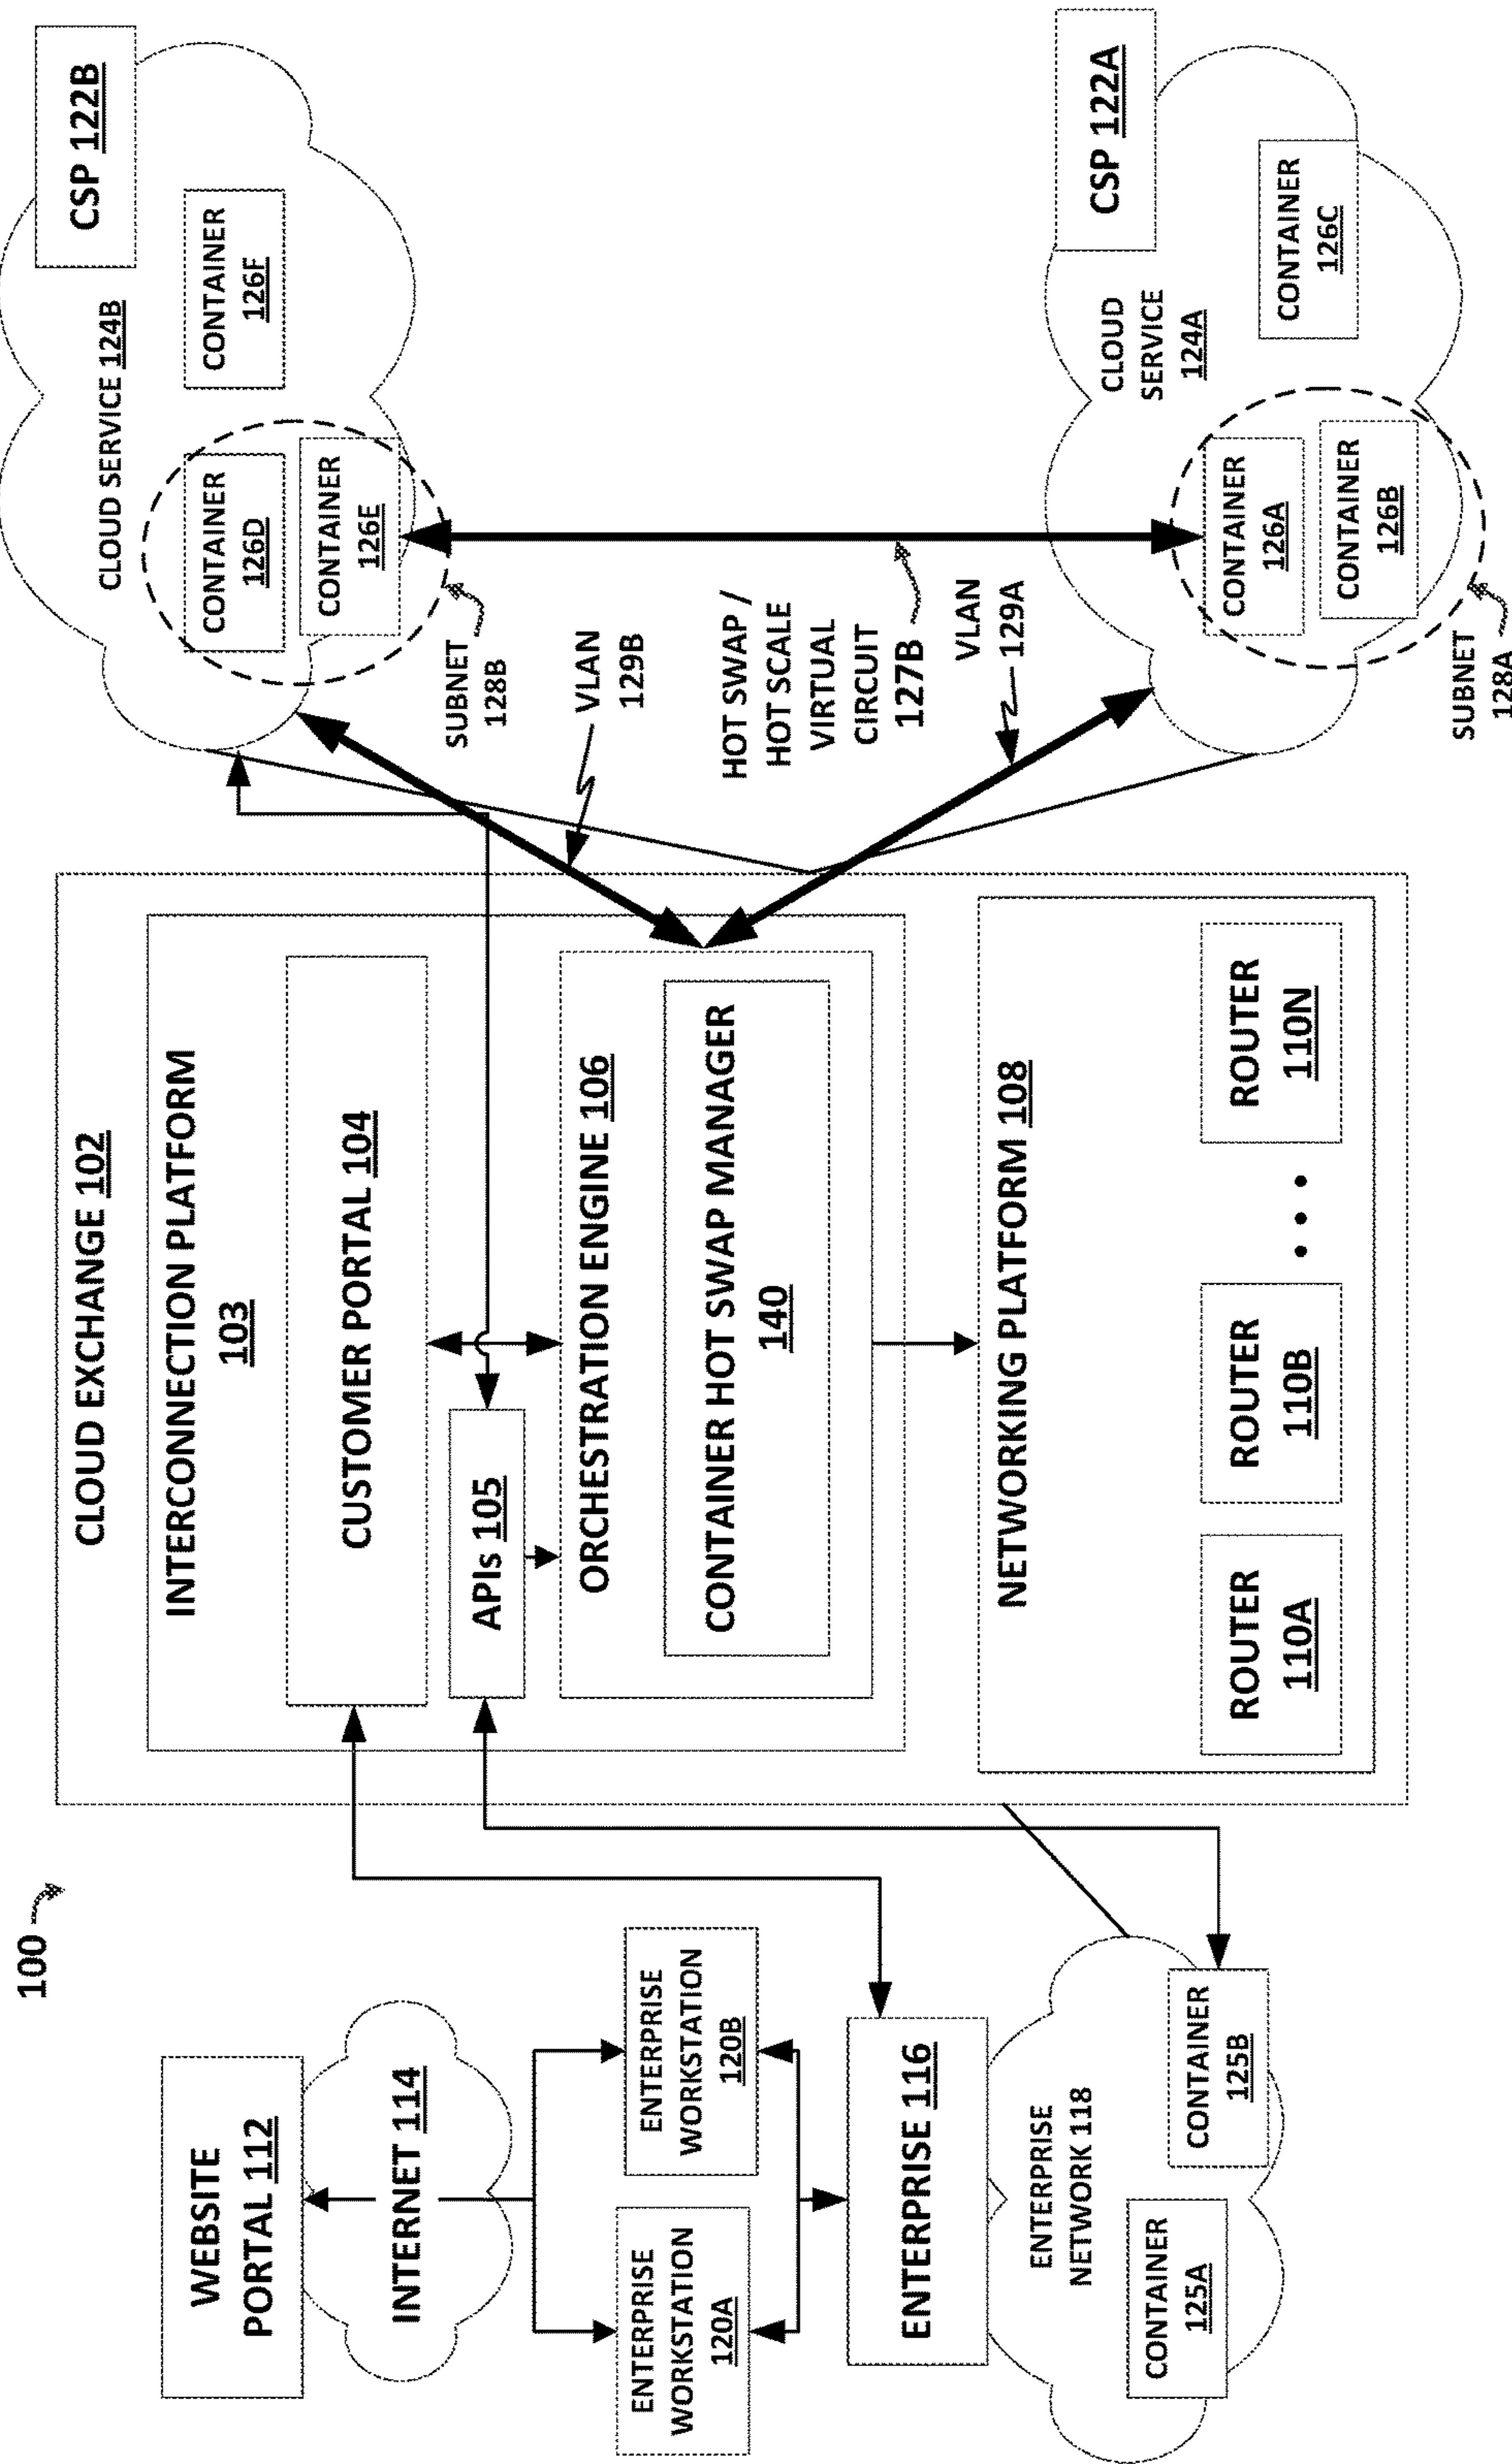 100
WEBSITE
PORTAL 112
INTERNET 114
ENTERPRISE
WORKSTATION
120A
ENTERPRISE
WORKSTATION
120B
ENTERPRISE 116
ENTERPRISE
NETWORK 118
CONTAINER
125A
CONTAINER
125B
CLOUD EXCHANGE 102
INTERCONNECTION PLATFORM
103
CUSTOMER PORTAL 104
APIs 105
ORCHESTRATION ENGINE 106
CONTAINER HOT SWAP MANAGER
140
NETWORKING PLATFORM 108
ROUTER
110A
ROUTER
110B
• • •
ROUTER
110N
CSP 122B
CLOUD SERVICE 124B
CONTAINER
126D
CONTAINER
126E
CONTAINER
126F
SUBNET
128B
VLAN
129B
HOT SWAP /
HOT SCALE
VIRTUAL
CIRCUIT
127B
VLAN
129A
CSP 122A
CLOUD
SERVICE
124A
CONTAINER
126A
CONTAINER
126B
CONTAINER
126C
SUBNET
128A